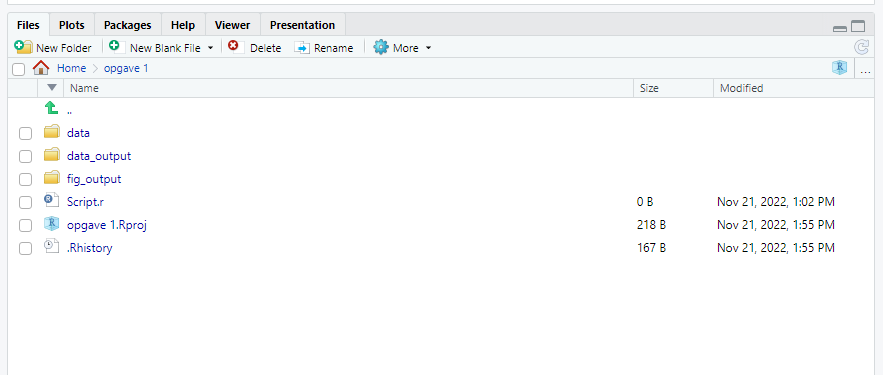 Files Plots Packages Help Viewer Presentation
New Folder New Blank File Delete Rename More
Home opgave 1 R ...
Name Size Modified
..
data
data_output
fig_output
Script.r 0 B Nov 21, 2022, 1:02 PM
opgave 1.Rproj 218 B Nov 21, 2022, 1:55 PM
.Rhistory 167 B Nov 21, 2022, 1:55 PM